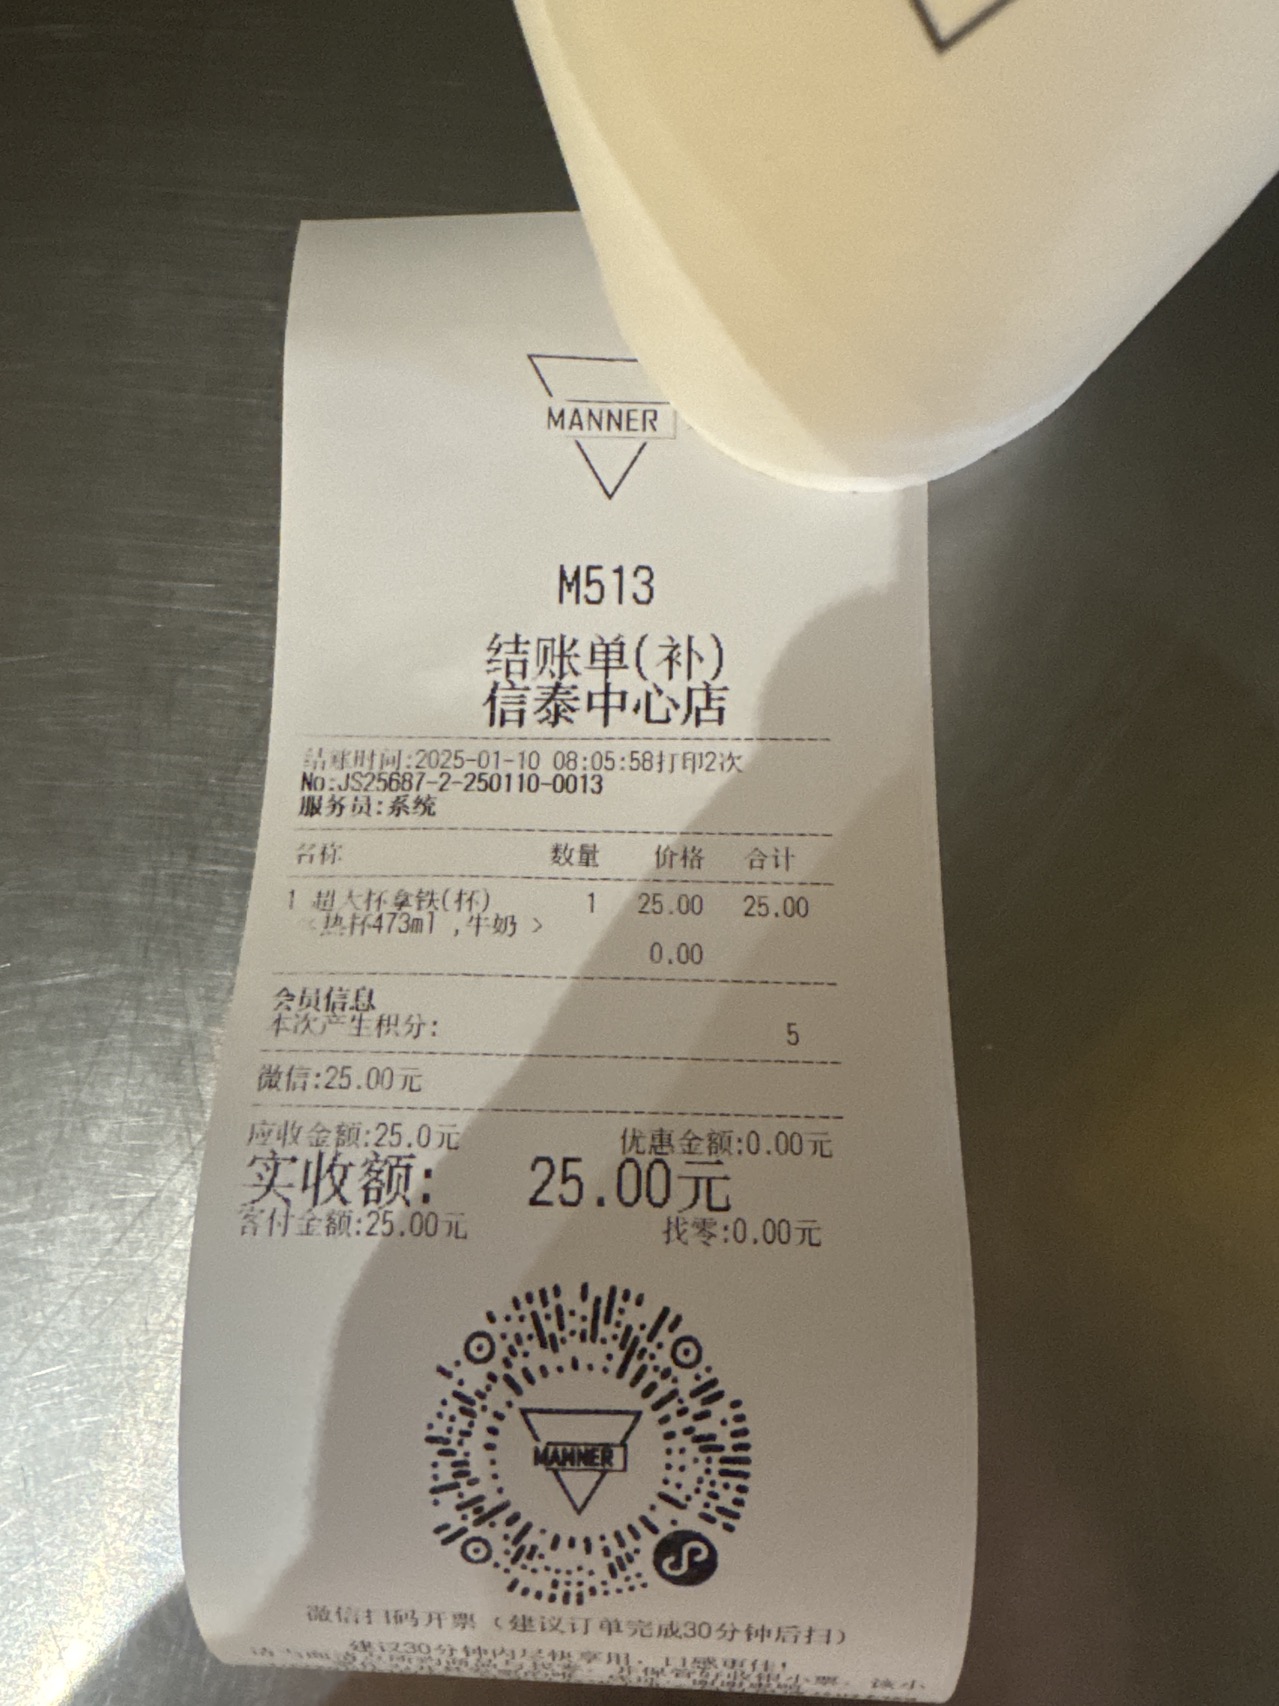 MANNER
M513
结账单(补)
信泰中心店
结账时间:2025-01-10 08:05:58打印2次
No:JS25687-2-250110-0013
服务员:系统
名称 数量 价格 合计
1 超大杯拿铁(杯) 1 25.00 25.00
热杯473ml ,牛奶 >
0.00
会员信息
本次产生积分: 5
微信:25.00元
应收金额:25.0元 优惠金额:0.00元
实收额: 25.00元
客付金额:25.00元 找零:0.00元
MANNER
微信扫码开票(建议订单完成30分钟后扫)
建议30分钟内尽快享用，口感更佳!